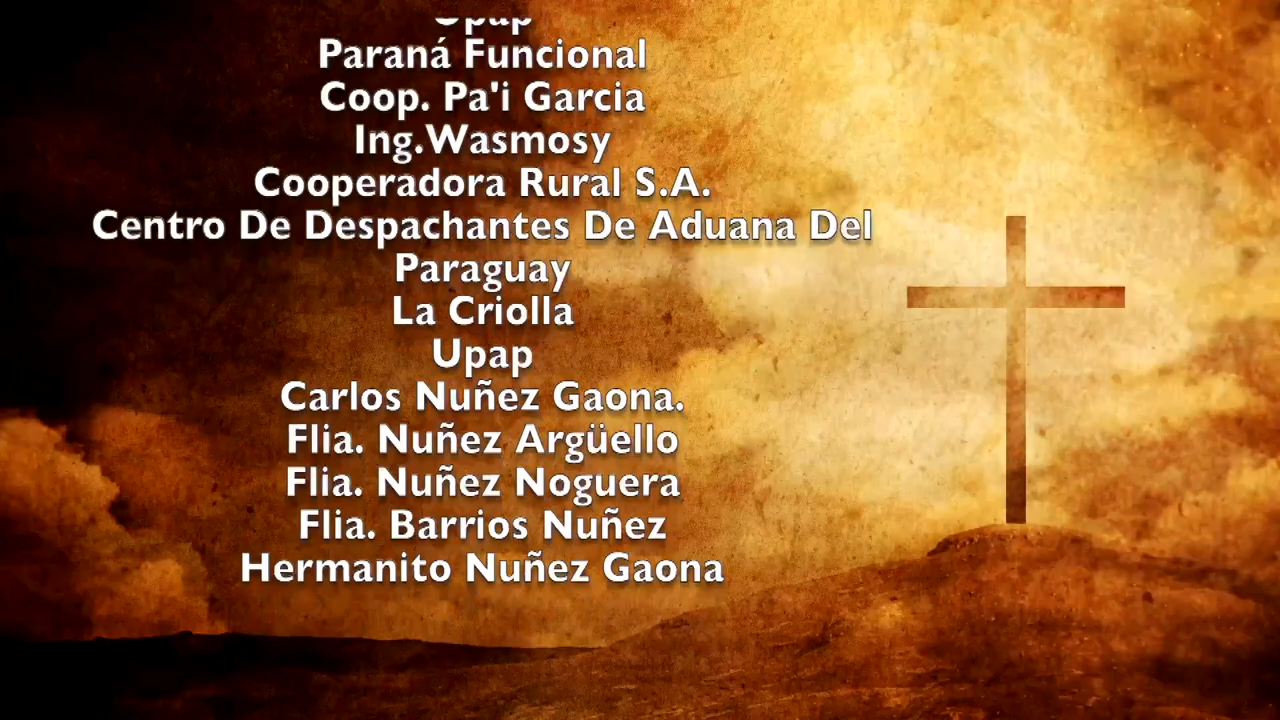 Paraná Funcional
Coop. Pa'i Garcia
Ing.Wasmosy
Cooperadora Rural S.A.
Centro De Despachantes De Aduana Del
Paraguay
La Criolla
Upap
Carlos Nuñez Gaona.
Flia. Nuñez Argüello
Flia. Nuñez Noguera
Flia. Barrios Nuñez
Hermanito Nuñez Gaona